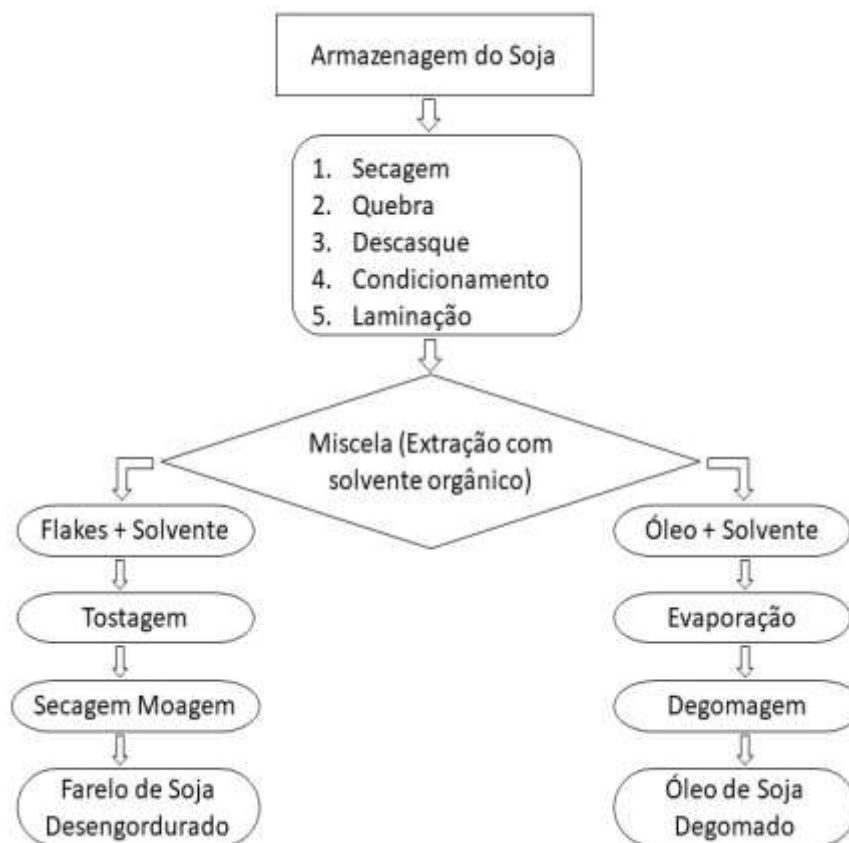 Armazenagem do Soja
1. Secagem
2. Quebra
3. Descasque
4. Condicionamento
5. Laminação
Miscela (Extração com
solvente orgânico)
Flakes + Solvente
Tostagem
Secagem Moagem
Farelo de Soja
Desengordurado
Óleo + Solvente
Evaporação
Degomagem
Óleo de Soja
Degomado